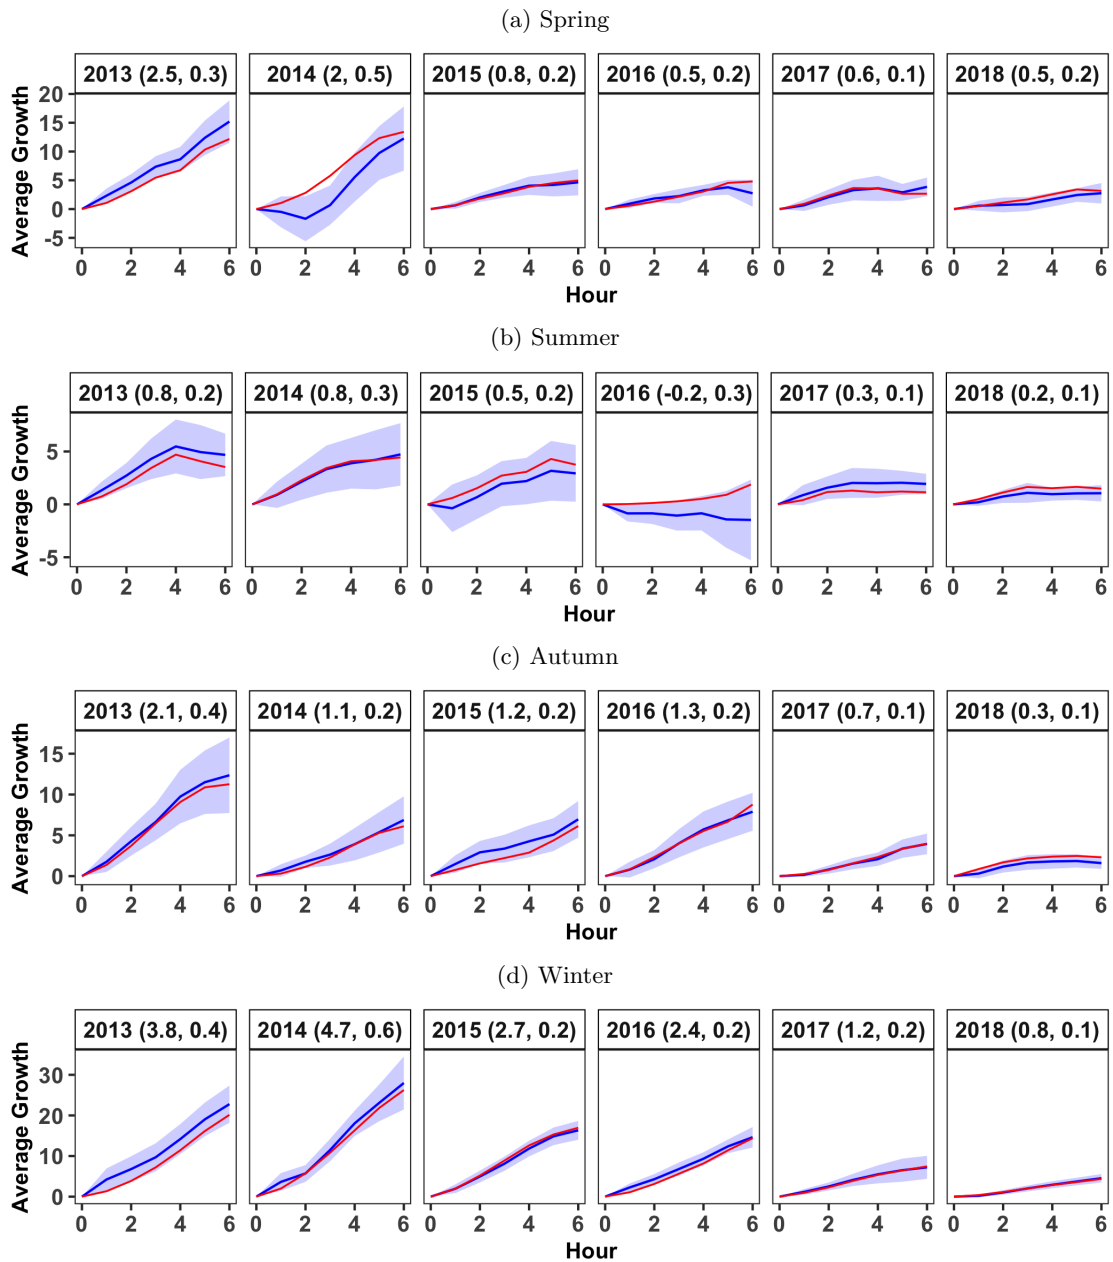 (a) Spring
2013 (2.5, 0.3) 2014 (2, 0.5) 2015 (0.8, 0.2) 2016 (0.5, 0.2) 2017 (0.6, 0.1) 2018 (0.5, 0.2)
Average Growth
20
15
10
5
0
-5
0 2 4 6 0 2 4 6 0 2 4 6 0 2 4 6 0 2 4 6 0 2 4 6
Hour
(b) Summer
2013 (0.8, 0.2) 2014 (0.8, 0.3) 2015 (0.5, 0.2) 2016 (-0.2, 0.3) 2017 (0.3, 0.1) 2018 (0.2, 0.1)
Average Growth
5
0
-5
0 2 4 6 0 2 4 6 0 2 4 6 0 2 4 6 0 2 4 6 0 2 4 6
Hour
(c) Autumn
2013 (2.1, 0.4) 2014 (1.1, 0.2) 2015 (1.2, 0.2) 2016 (1.3, 0.2) 2017 (0.7, 0.1) 2018 (0.3, 0.1)
Average Growth
15
10
5
0
0 2 4 6 0 2 4 6 0 2 4 6 0 2 4 6 0 2 4 6 0 2 4 6
Hour
(d) Winter
2013 (3.8, 0.4) 2014 (4.7, 0.6) 2015 (2.7, 0.2) 2016 (2.4, 0.2) 2017 (1.2, 0.2) 2018 (0.8, 0.1)
Average Growth
30
20
10
0
0 2 4 6 0 2 4 6 0 2 4 6 0 2 4 6 0 2 4 6 0 2 4 6
Hour